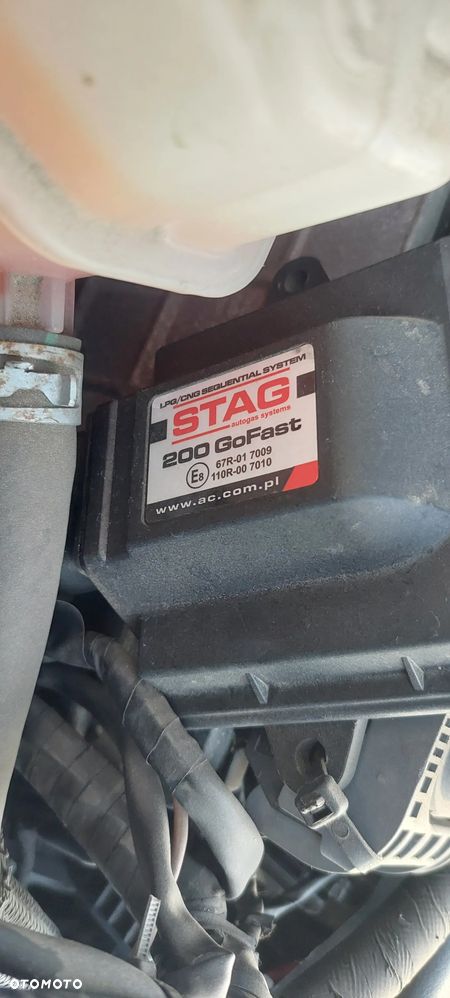 LPG/CNG SEQUENTIAL SYSTEM
STAG
autogas systems
200 GoFast
E8 67R-01 7009
110R-00 7010
www.ac.com.pl
OTOMOTO